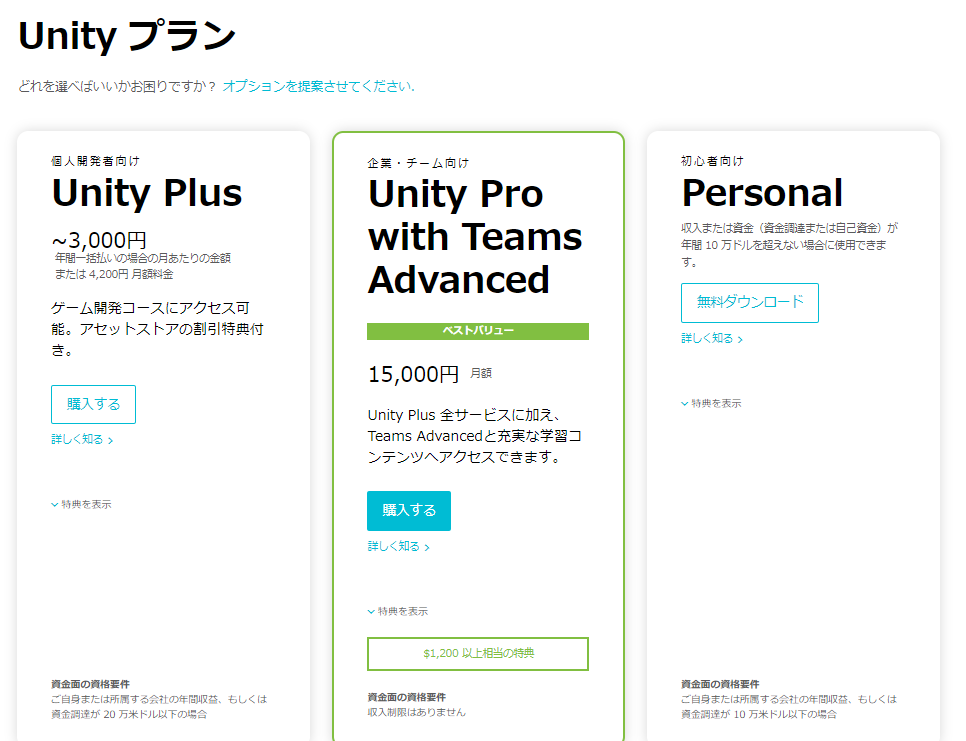 Unity プラン
どれを選べばいいかお困りですか？ オプションを提案させてください.
個人開発者向け
Unity Plus
~3,000円
年間一括払いの場合の月あたりの金額
または 4,200円 月額料金
ゲーム開発コースにアクセス可
能。アセットストアの割引特典付
き。
購入する
詳しく知る ›
特典を表示
資金面の資格要件
ご自身または所属する会社の年間収益、もしくは
資金調達が 20 万米ドル以下の場合
企業・チーム向け
Unity Pro
with Teams
Advanced
ベストバリュー
15,000円 月額
Unity Plus 全サービスに加え、
Teams Advancedと充実な学習コ
ンテンツへアクセスできます。
購入する
詳しく知る ›
特典を表示
$1,200 以上相当の特典
資金面の資格要件
収入制限はありません
初心者向け
Personal
収入または資金（資金調達または自己資金）が
年間 10 万ドルを超えない場合に使用できま
す。
無料ダウンロード
詳しく知る ›
特典を表示
資金面の資格要件
ご自身または所属する会社の年間収益、もしくは
資金調達が 10 万米ドル以下の場合